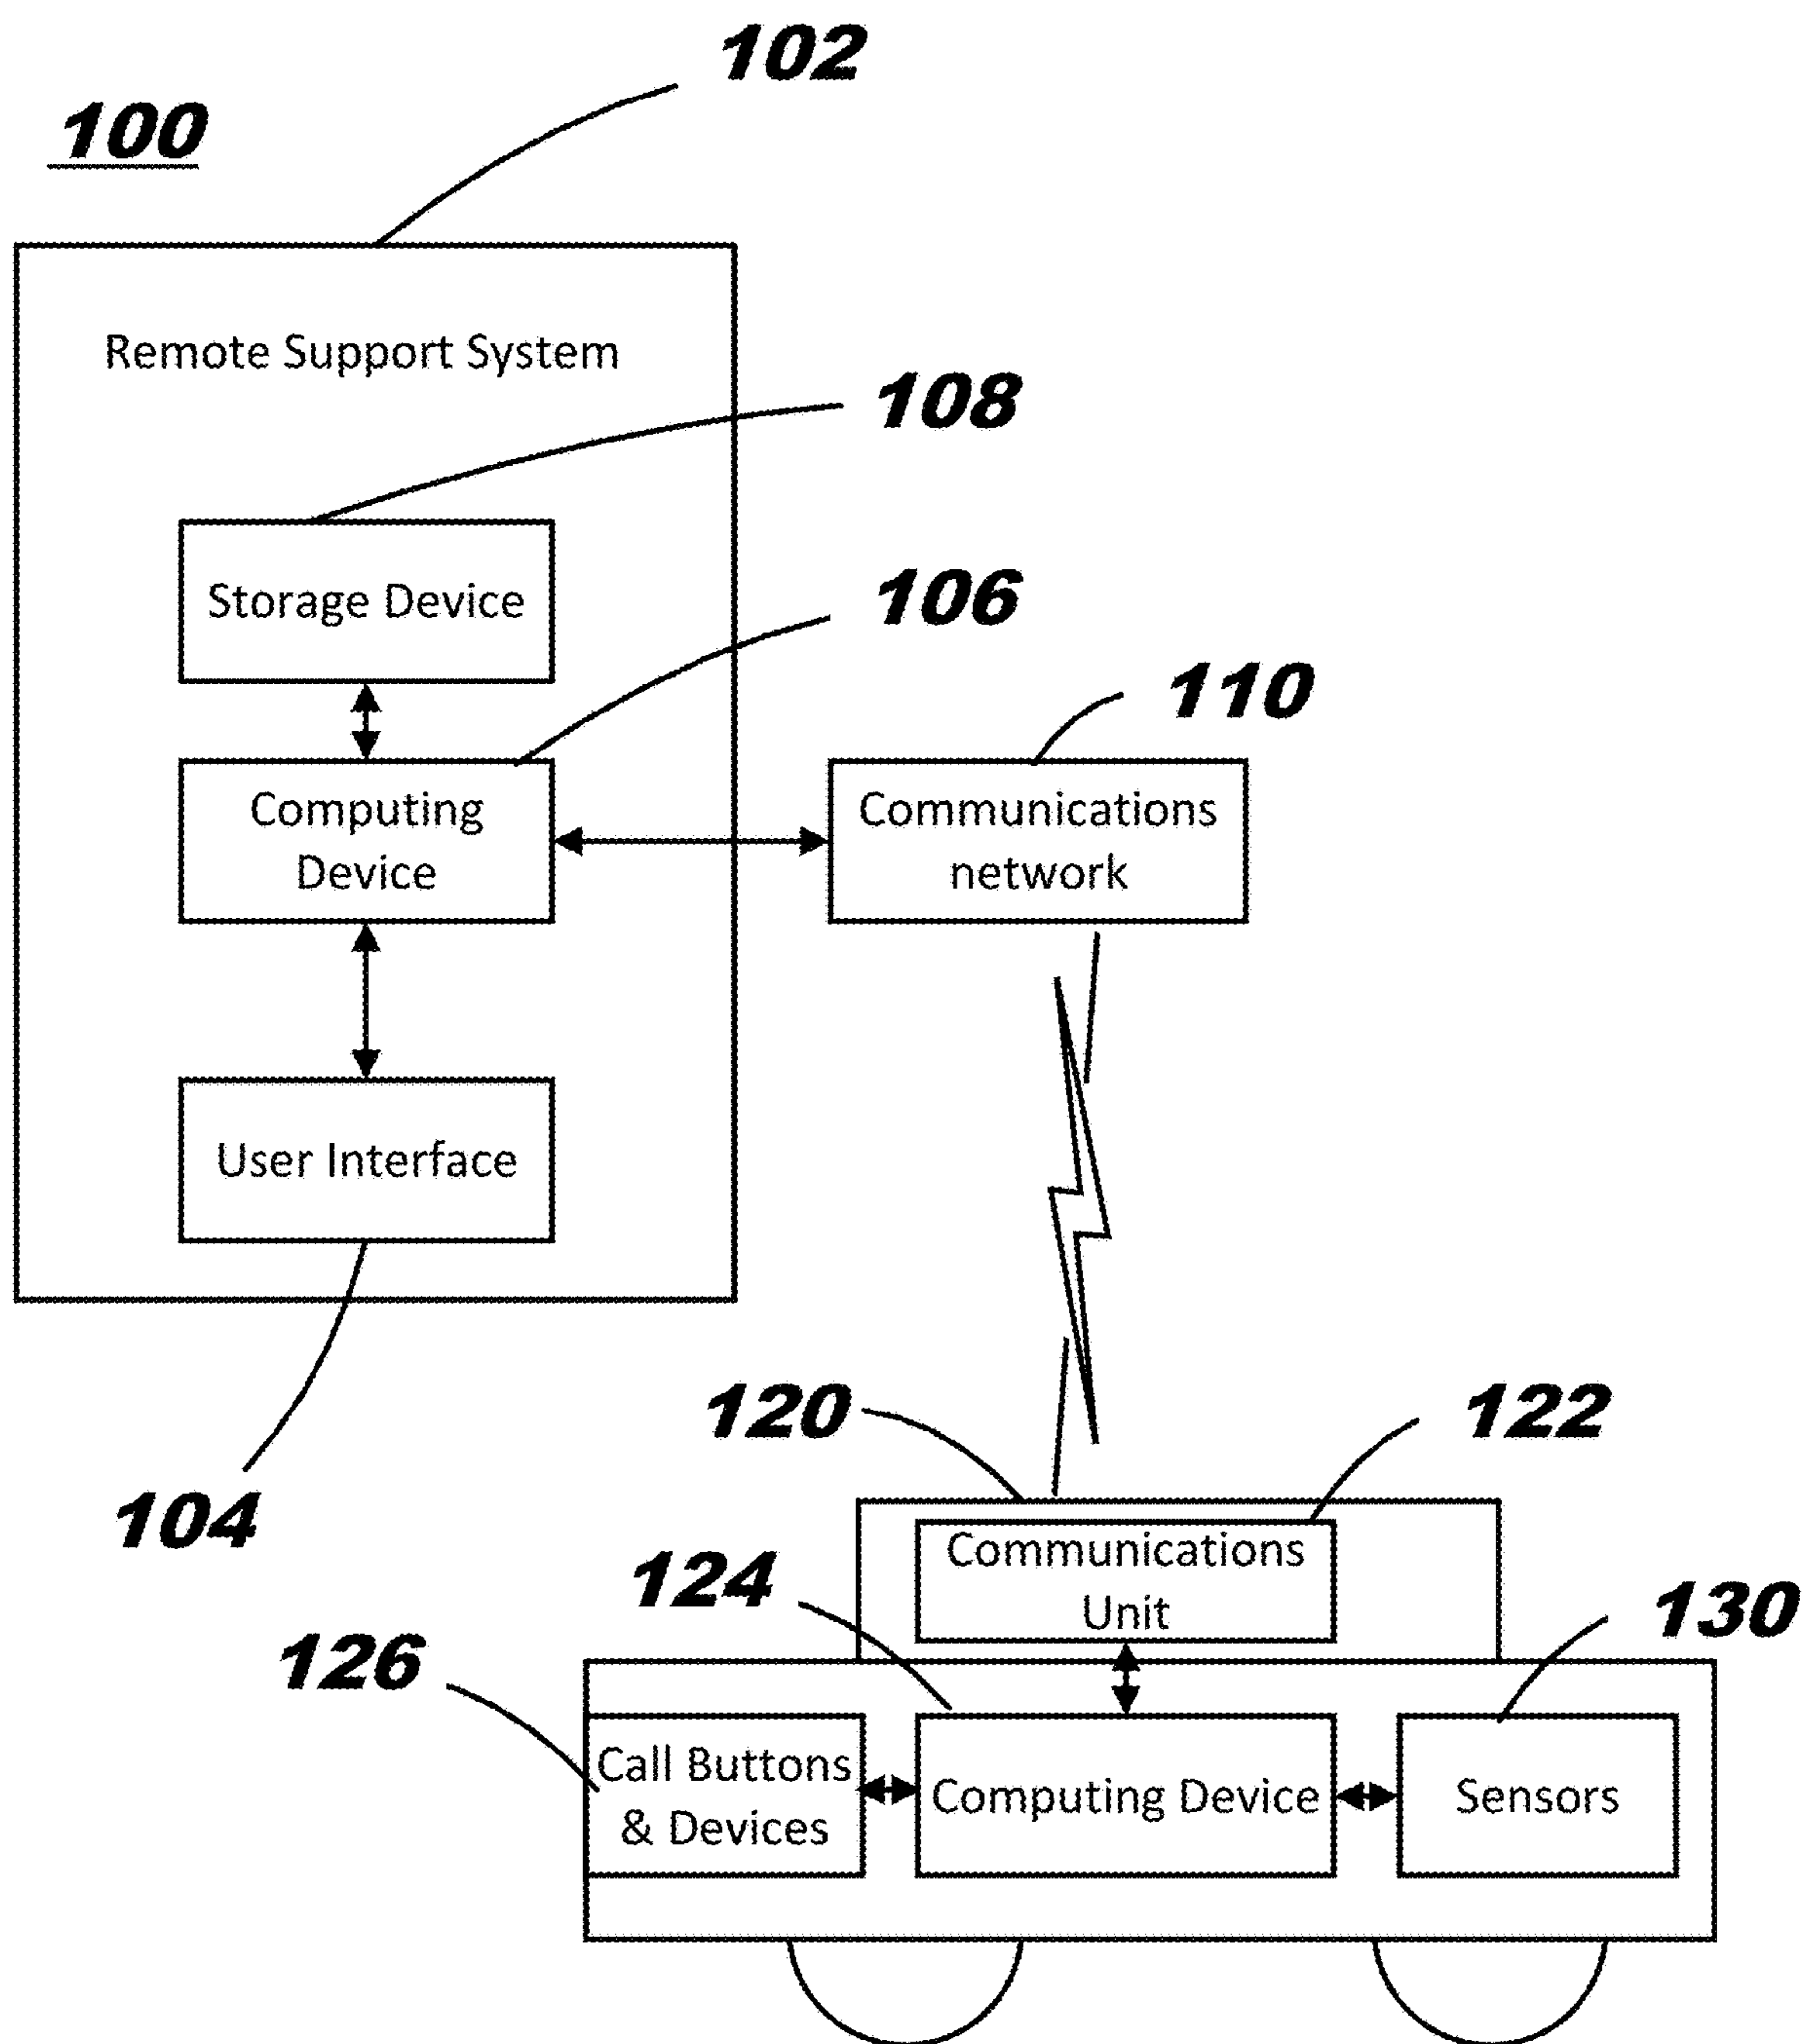 102
100
Remote Support System
108
Storage Device
106
110
Computing
Device
Communications
network
User Interface
120
122
104
Communications
Unit
124
130
126
Call Buttons
& Devices
Computing Device
Sensors